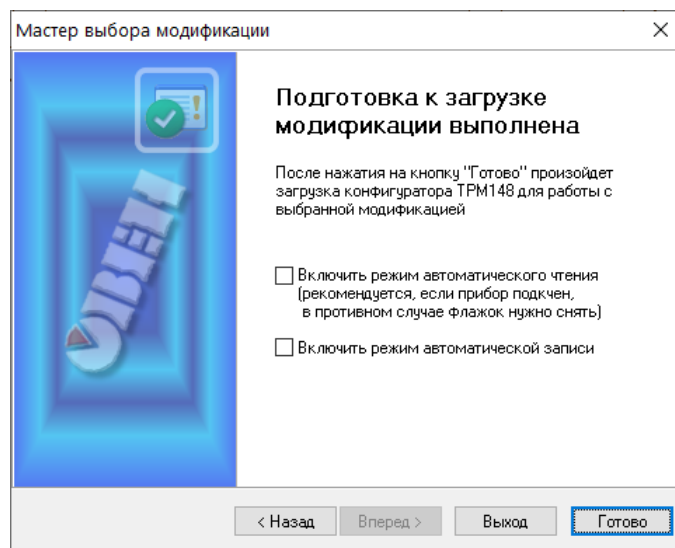 Мастер выбора модификации
Подготовка к загрузке
модификации выполнена
После нажатия на кнопку "Готово" произойдет
загрузка конфигуратора ТРМ148 для работы с
выбранной модификацией
Включить режим автоматического чтения
(рекомендуется, если прибор подкчен,
в противном случае флажок нужно снять)
Включить режим автоматической записи
ОВЕН
< Назад
Вперед >
Выход
Готово